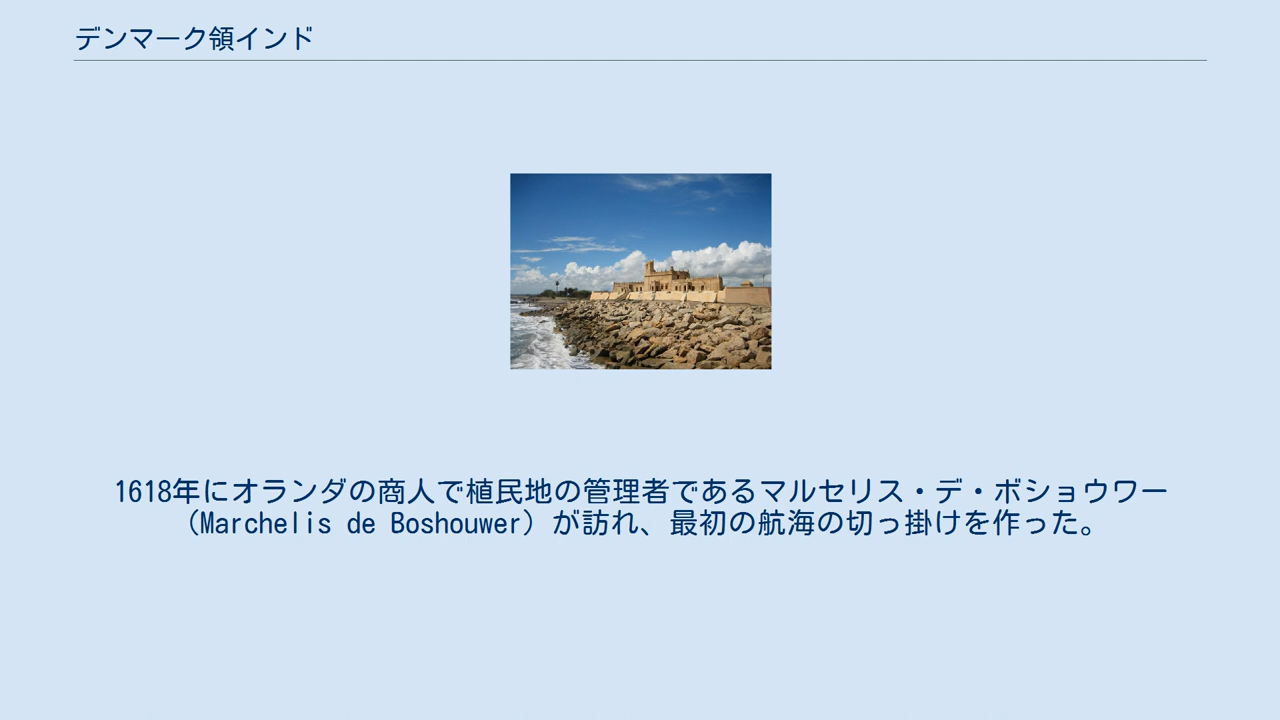 デンマーク領インド
1618年にオランダの商人で植民地の管理者であるマルセリス・デ・ボショウワー
（Marchelis de Boshouwer）が訪れ、最初の航海の切っ掛けを作った。